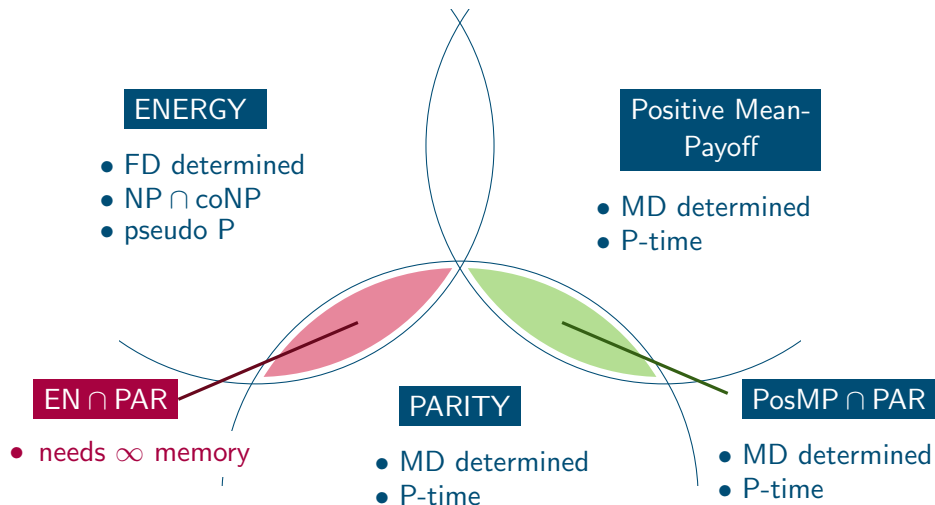 ENERGY
• FD determined
• NP ∩ coNP
• pseudo P
Positive Mean-
Payoff
• MD determined
• P-time
EN ∩ PAR
• needs ∞ memory
PARITY
• MD determined
• P-time
PosMP ∩ PAR
• MD determined
• P-time